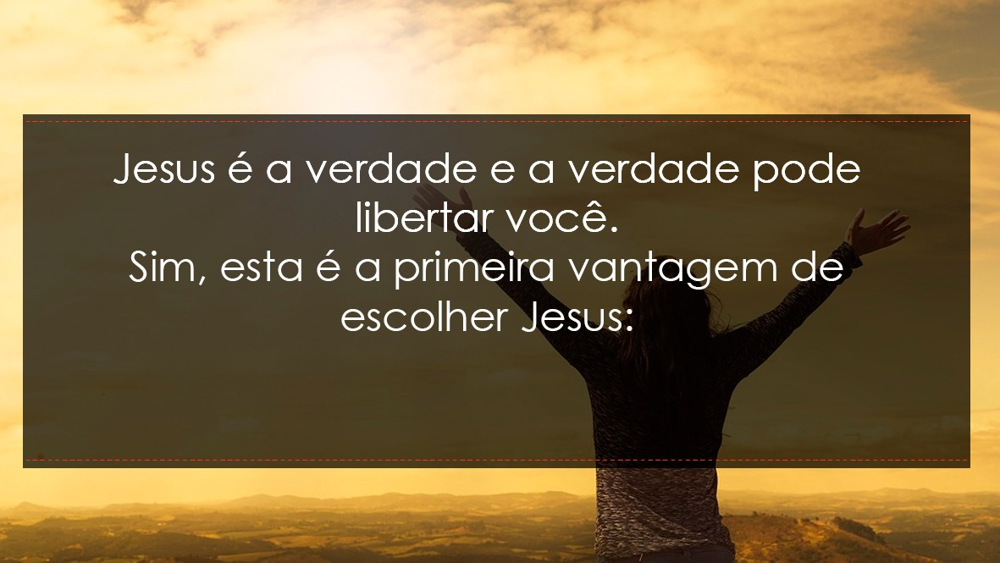 Jesus é a verdade e a verdade pode
libertar você.
Sim, esta é a primeira vantagem de
escolher Jesus: